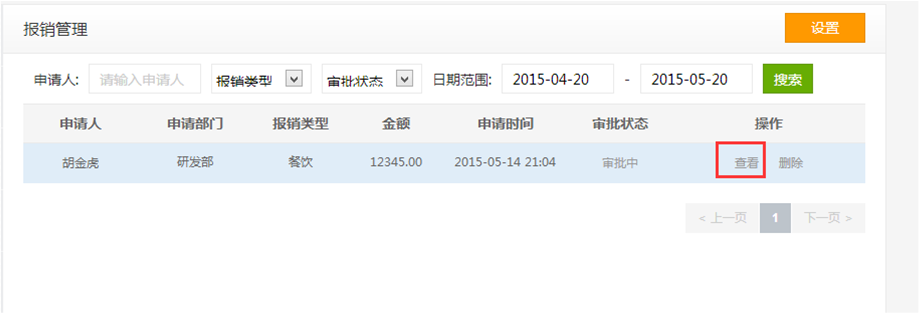 报销管理 设置
申请人: 请输入申请人 报销类型 审批状态 日期范围: 2015-04-20 - 2015-05-20 搜索
申请人 申请部门 报销类型 金额 申请时间 审批状态 操作
胡金虎 研发部 餐饮 12345.00 2015-05-14 21:04 审批中 查看 删除
< 上一页 1 下一页 >